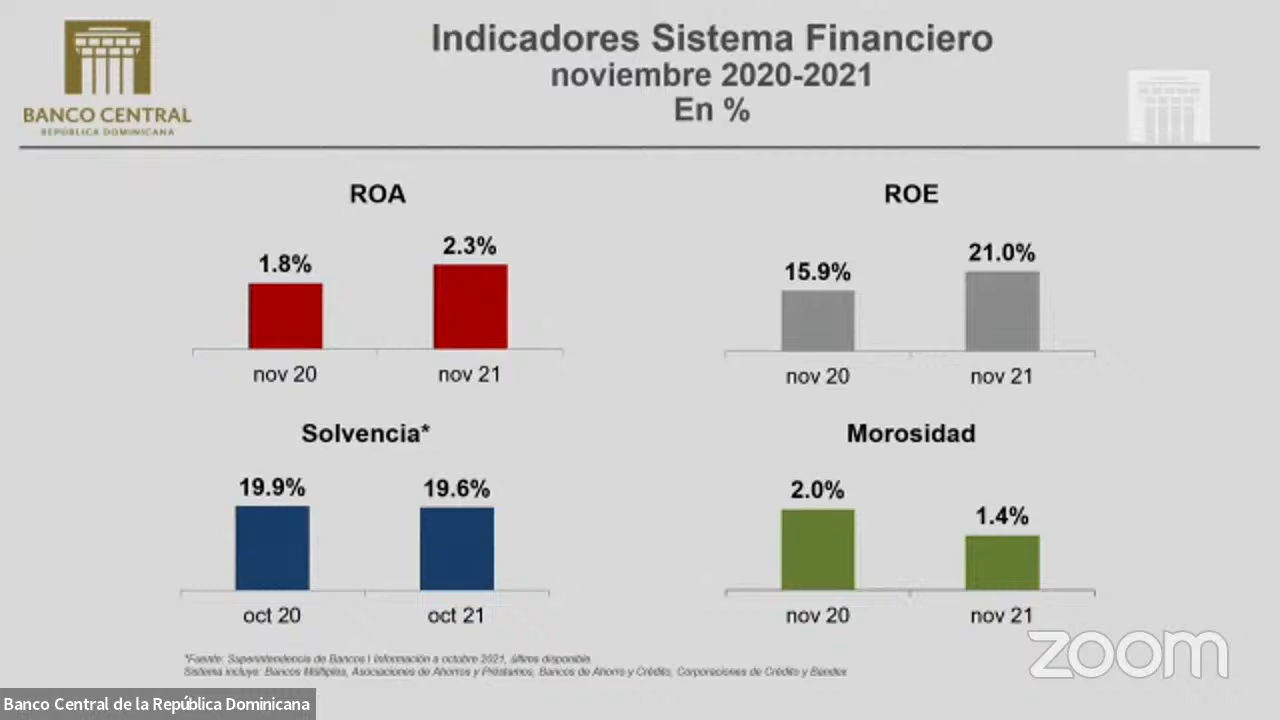 BANCO CENTRAL
REPÚBLICA DOMINICANA
Indicadores Sistema Financiero
noviembre 2020-2021
En %
ROA
1.8%
2.3%
nov 20
nov 21
ROE
15.9%
21.0%
nov 20
nov 21
Solvencia*
19.9%
19.6%
oct 20
oct 21
Morosidad
2.0%
1.4%
nov 20
nov 21
*Fuente: Superintendencia de Bancos I Información a octubre 2021, última disponible
Sistema incluye: Bancos Múltiples, Asociaciones de Ahorros y Préstamos, Bancos de Ahorro y Crédito, Corporaciones de Crédito y Bandex
zoom
Banco Central de la República Dominicana